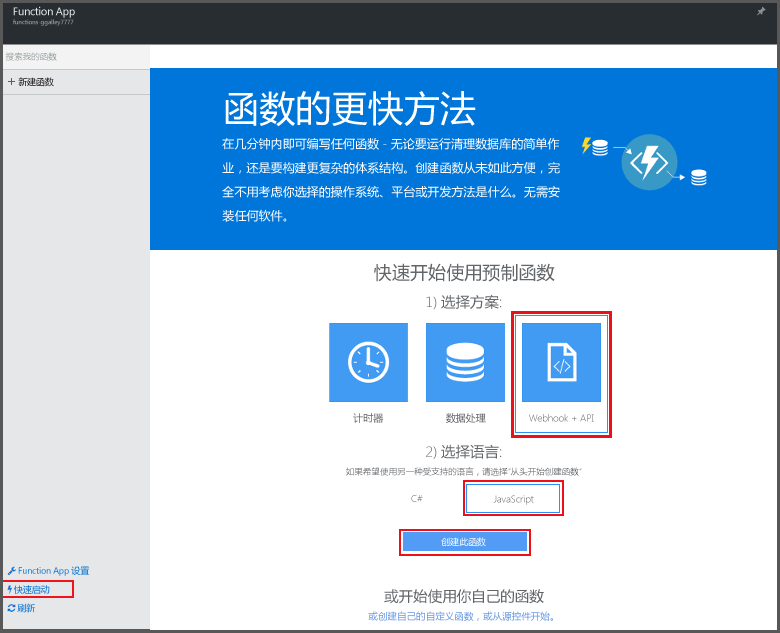 Function App
functions-ggailey7777
搜索我的函数
+ 新建函数
函数的更快方法
在几分钟内即可编写任何函数 - 无论要运行清理数据库的简单作
业，还是要构建更复杂的体系结构。创建函数从未如此方便，完
全不用考虑你选择的操作系统、平台或开发方法是什么。无需安
装任何软件。
快速开始使用预制函数
1) 选择方案:
计时器
数据处理
Webhook + API
2) 选择语言:
如果希望使用另一种受支持的语言，请选择“从头开始创建函数”
C#
JavaScript
创建此函数
Function App 设置
快速启动
刷新
或开始使用你自己的函数
或创建自己的自定义函数，或从源控件开始。